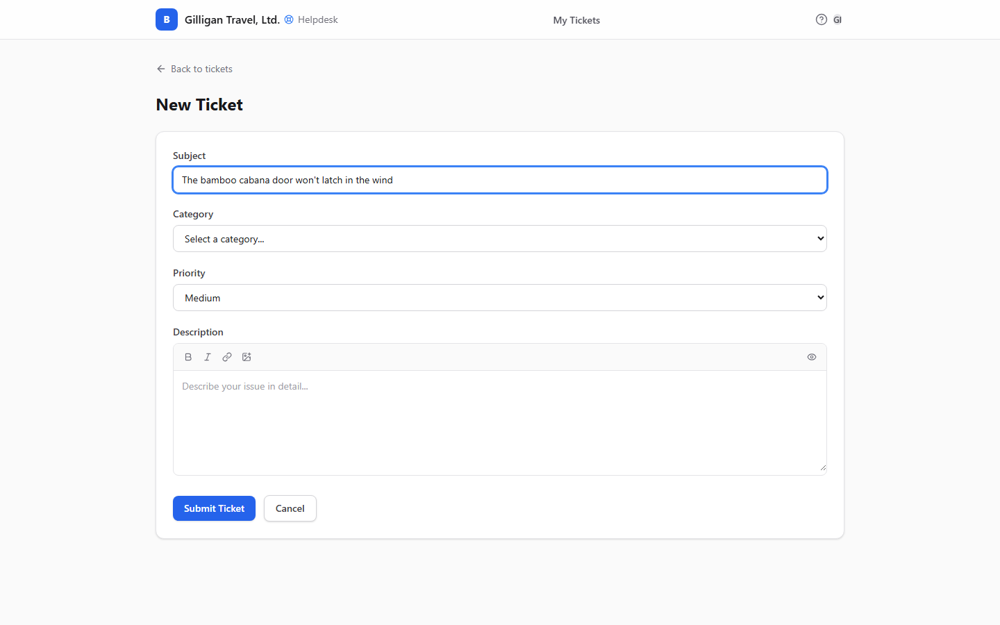 B Gilligan Travel, Ltd. Helpdesk My Tickets GI
Back to tickets
New Ticket
Subject
The bamboo cabana door won't latch in the wind
Category
Select a category...
Priority
Medium
Description
B I
Describe your issue in detail...
Submit Ticket Cancel